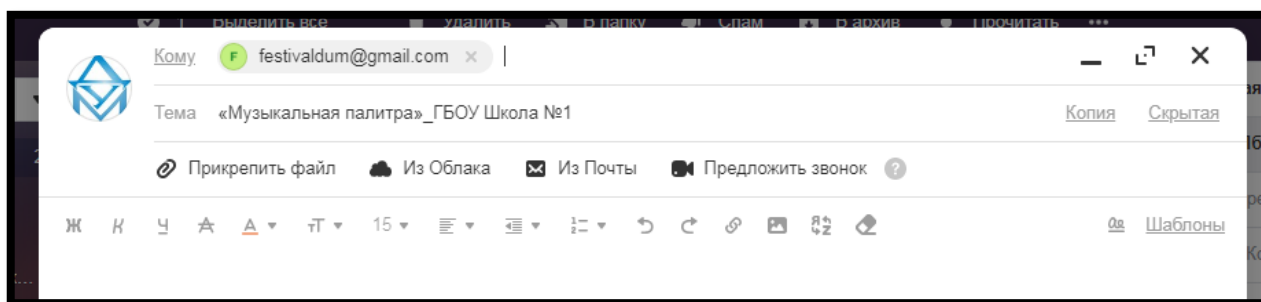 Выделить все Удалить В папку Спам В архив Прочитать •••
Кому F festivaldum@gmail.com ×
Тема «Музыкальная палитра»_ГБОУ Школа №1 Копия Скрытая
Прикрепить файл Из Облака Из Почты Предложить звонок ?
Ж К Ч А А тТ 15 Шаблоны